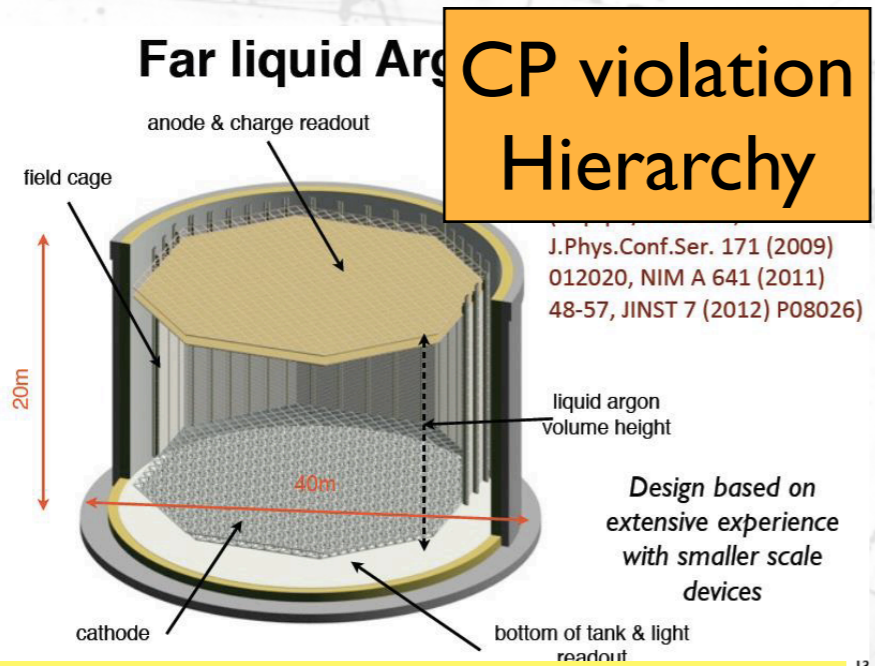 Far liquid Arg
CP violation
Hierarchy
anode & charge readout
field cage
J.Phys.Conf.Ser. 171 (2009)
012020, NIM A 641 (2011)
48-57, JINST 7 (2012) P08026)
20m
liquid argon
volume height
40m
Design based on
extensive experience
with smaller scale
devices
cathode
bottom of tank & light
readout